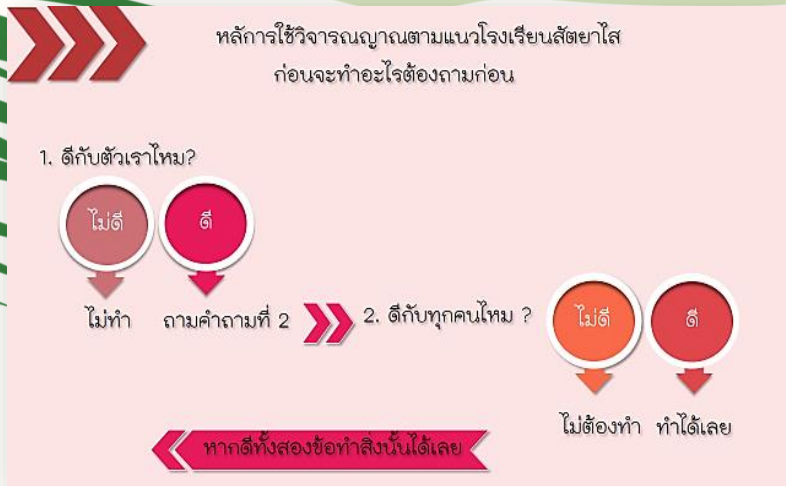 หลักการใช้วิจารณญาณตามแนวโรงเรียนสัตยาไส
ก่อนจะทำอะไรต้องถามก่อน
1. ดีกับตัวเราไหม?
ไม่ดี ดี
ไม่ทำ ถามคำถามที่ 2
2. ดีกับทุกคนไหม ?
ไม่ดี ดี
ไม่ต้องทำ ทำได้เลย
หากดีทั้งสองข้อทำสิ่งนั้นได้เลย